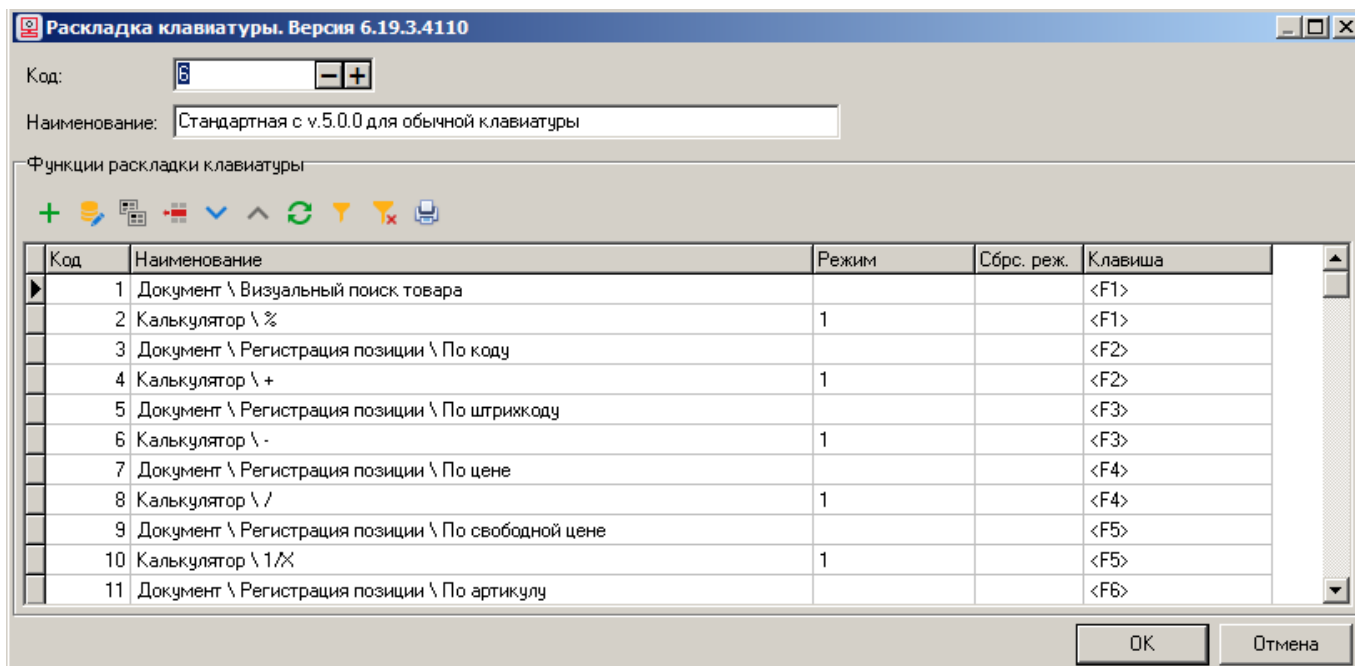 Раскладка клавиатуры. Версия 6.19.3.4110
Код: 6
Наименование: Стандартная с v.5.0.0 для обычной клавиатуры
Функции раскладки клавиатуры
Код Наименование Режим Сбрс. реж. Клавиша
1 Документ \ Визуальный поиск товара <F1>
2 Калькулятор \ % 1 <F1>
3 Документ \ Регистрация позиции \ По коду <F2>
4 Калькулятор \ + 1 <F2>
5 Документ \ Регистрация позиции \ По штрихкоду <F3>
6 Калькулятор \ - 1 <F3>
7 Документ \ Регистрация позиции \ По цене <F4>
8 Калькулятор \ / 1 <F4>
9 Документ \ Регистрация позиции \ По свободной цене <F5>
10 Калькулятор \ 1/X 1 <F5>
11 Документ \ Регистрация позиции \ По артикулу <F6>
OK Отмена